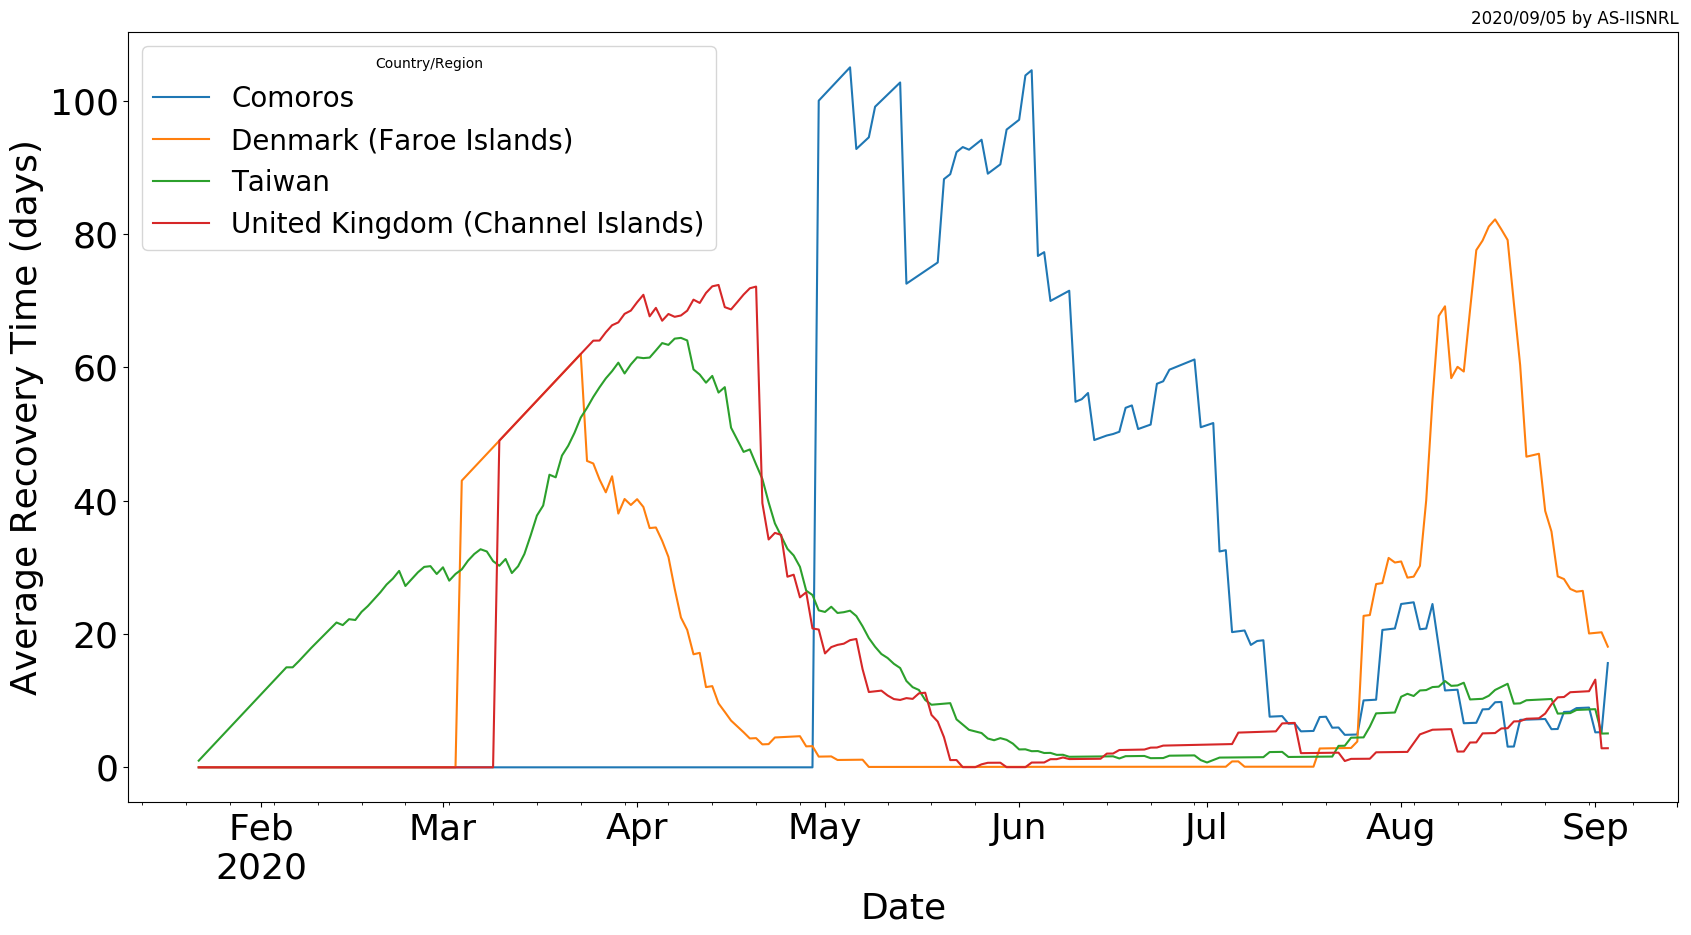 2020/09/05 by AS-IISNRL
Country/Region
Comoros
Denmark (Faroe Islands)
Taiwan
United Kingdom (Channel Islands)
Average Recovery Time (days)
100
80
60
40
20
0
Feb Mar Apr May Jun Jul Aug Sep
2020
Date